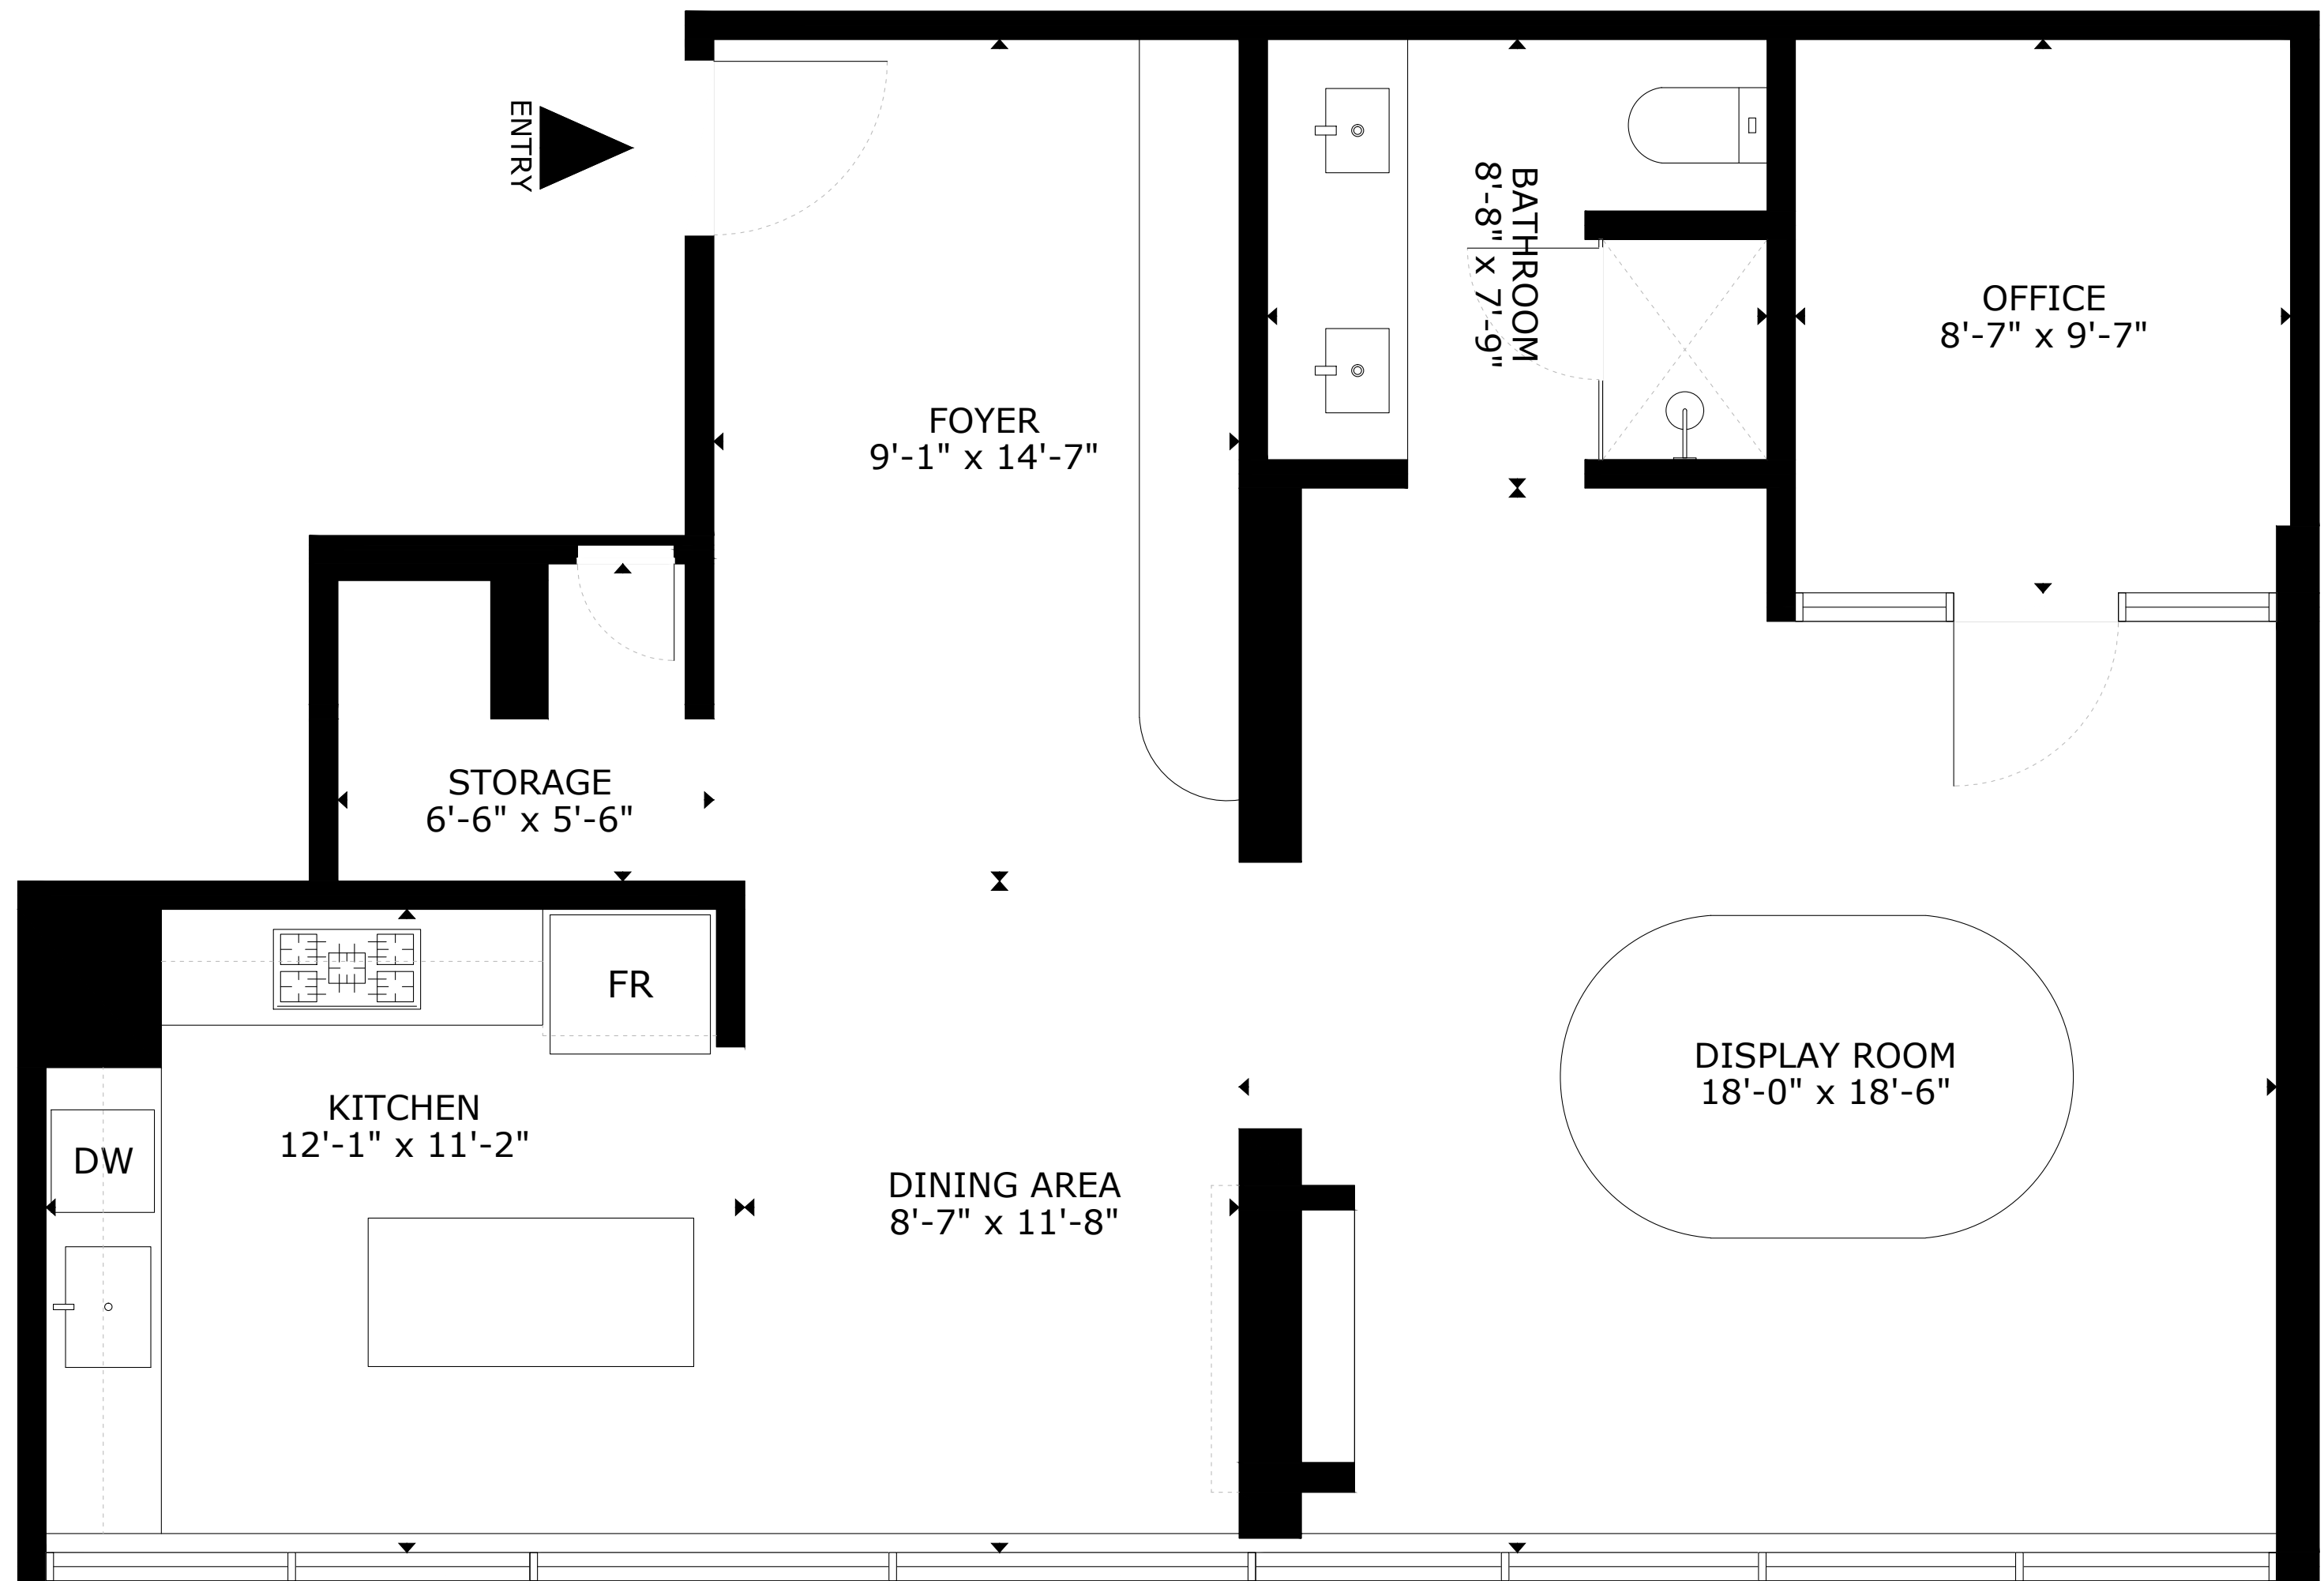 ENTRY
BATHROOM
8'-8" x 7'-9"
OFFICE
8'-7" x 9'-7"
FOYER
9'-1" x 14'-7"
STORAGE
6'-6" x 5'-6"
FR
KITCHEN
12'-1" x 11'-2"
DW
DINING AREA
8'-7" x 11'-8"
DISPLAY ROOM
18'-0" x 18'-6"